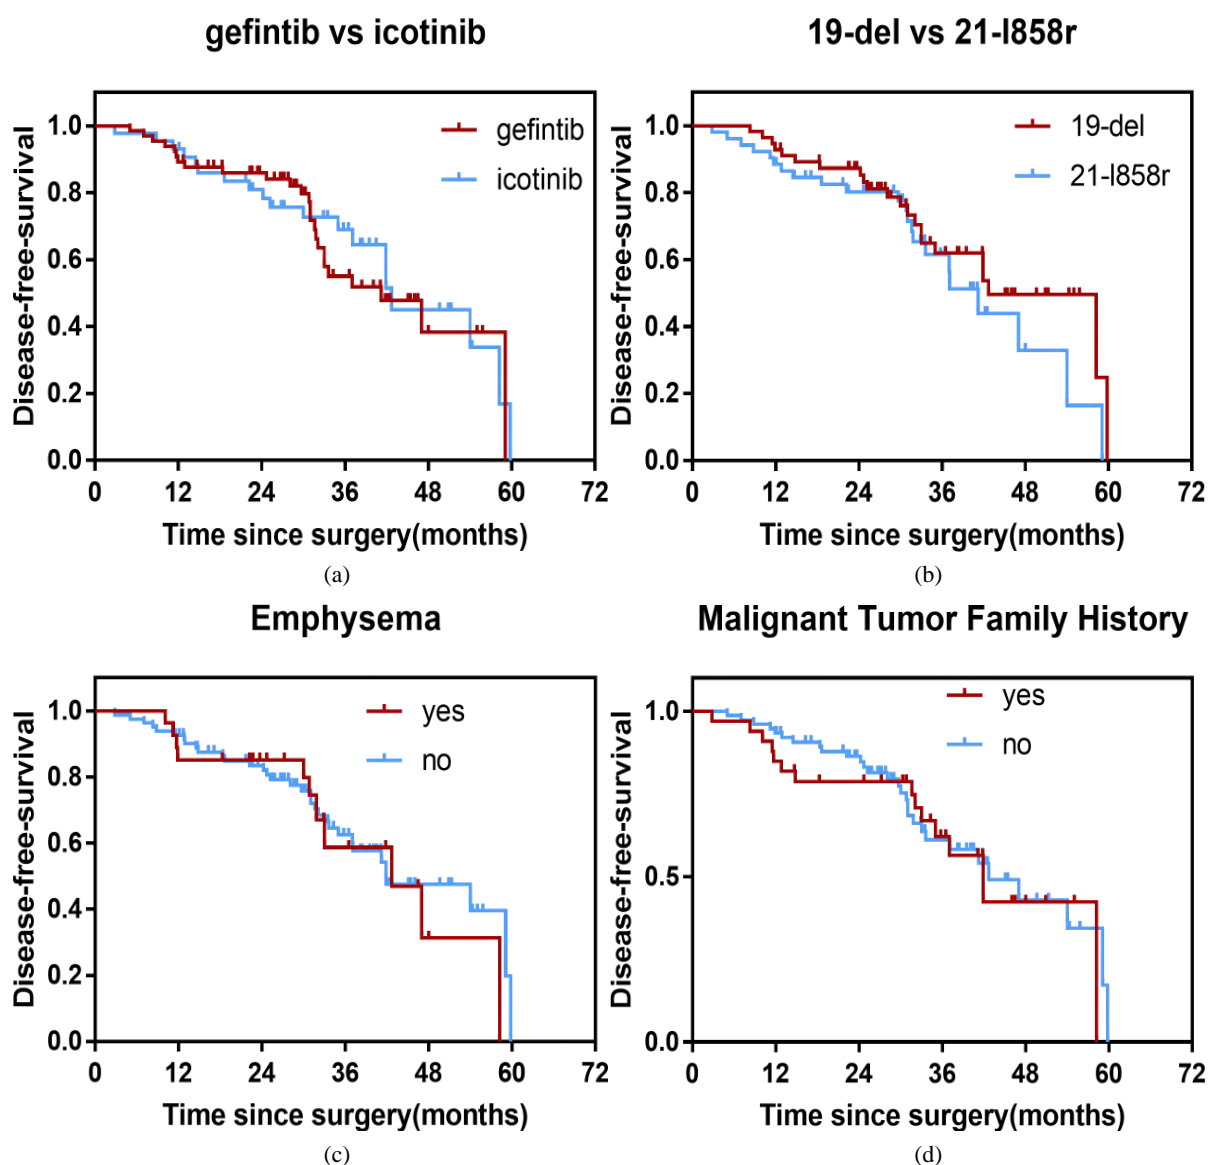 gefintib vs icotinib
Disease-free-survival
1.0
0.8
0.6
0.4
0.2
0.0
gefintib
icotinib
0 12 24 36 48 60 72
Time since surgery(months)
(a)
19-del vs 21-l858r
Disease-free-survival
1.0
0.8
0.6
0.4
0.2
0.0
19-del
21-l858r
0 12 24 36 48 60 72
Time since surgery(months)
(b)
Emphysema
Disease-free-survival
1.0
0.8
0.6
0.4
0.2
0.0
yes
no
0 12 24 36 48 60 72
Time since surgery(months)
(c)
Malignant Tumor Family History
Disease-free-survival
1.0
0.5
0.0
yes
no
0 12 24 36 48 60 72
Time since surgery(months)
(d)